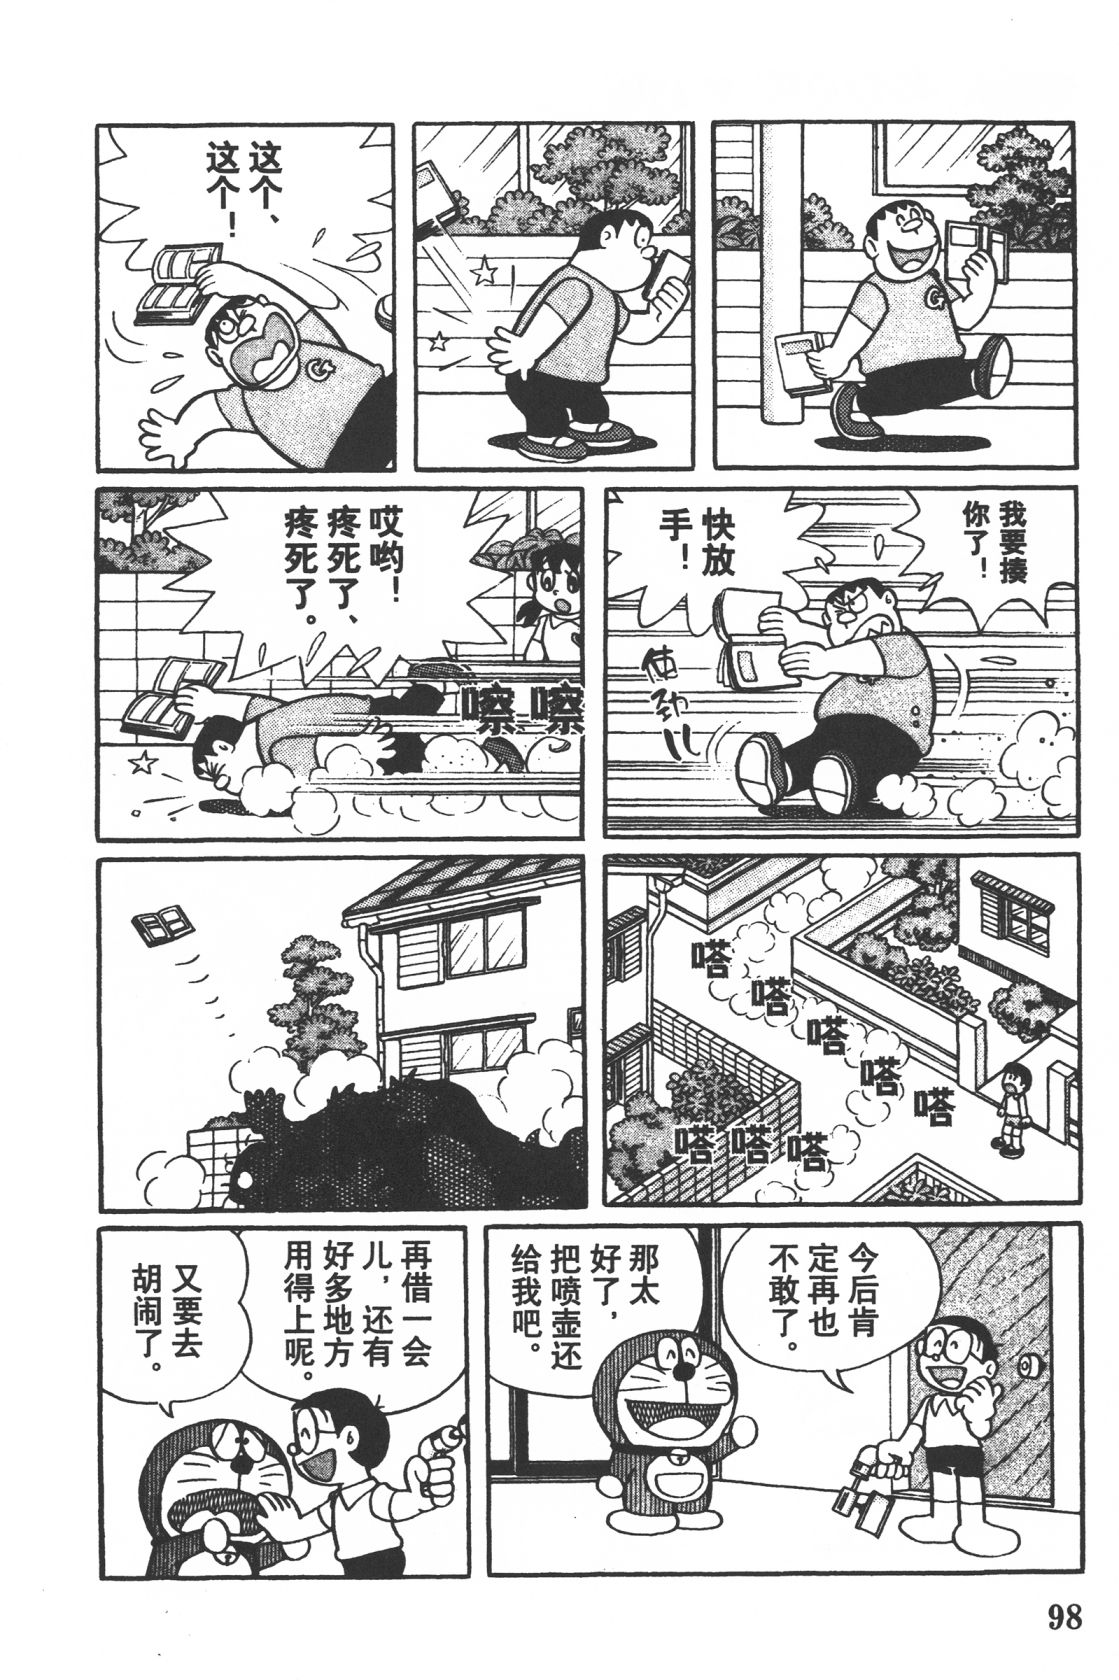 这个、
这个！
我要揍
你了！
快放
手！
使
劲
儿
哎哟！
疼死了、
疼死了。
嚓 嚓
嗒
嗒
嗒
嗒
嗒
嗒
嗒
嗒
今后肯
定再也
不敢了。
那太
好了，
把喷壶还
给我吧。
再借一会
儿，还有
好多地方
用得上呢。
又要去
胡闹了。
98